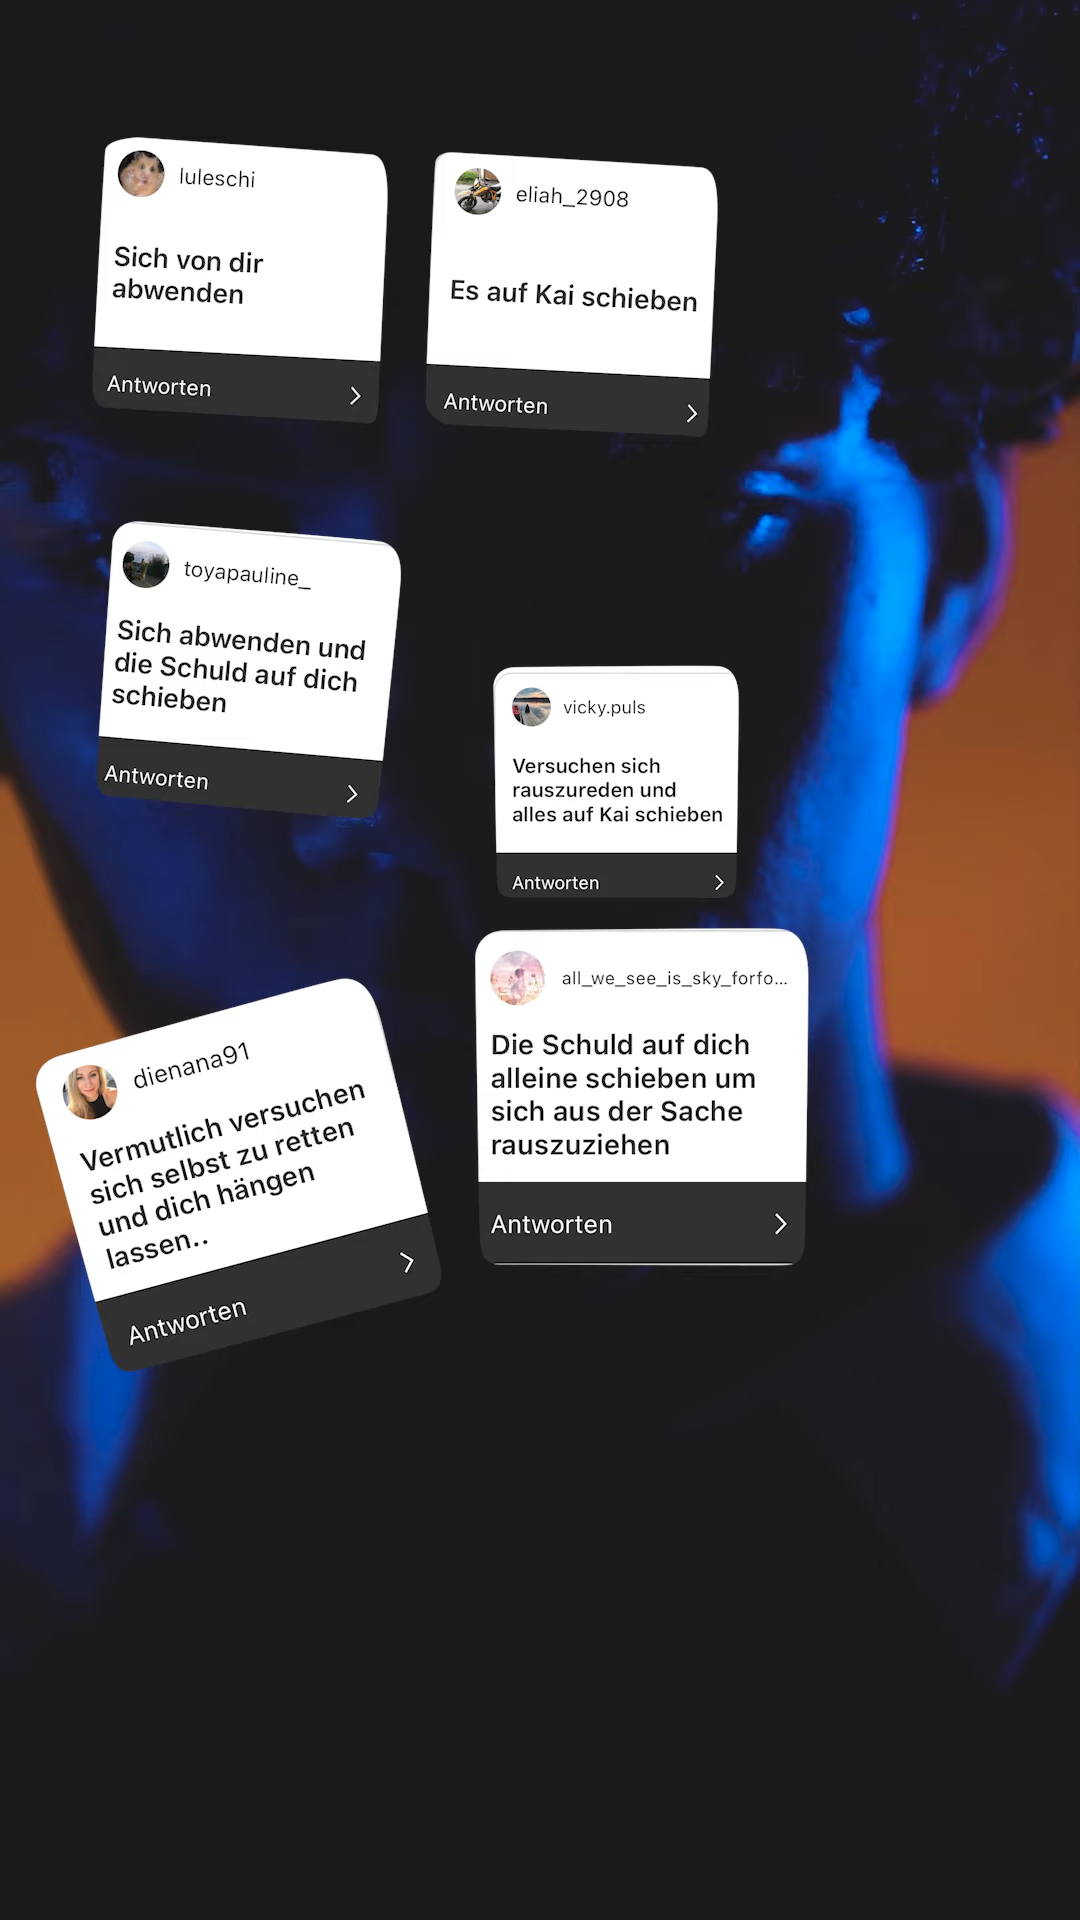 luleschi
Sich von dir
abwenden
Antworten
eliah_2908
Es auf Kai schieben
Antworten
toyapauline_
Sich abwenden und
die Schuld auf dich
schieben
Antworten
vicky.puls
Versuchen sich
rauszureden und
alles auf Kai schieben
Antworten
dienana91
Vermutlich versuchen
sich selbst zu retten
und dich hängen
lassen..
Antworten
all_we_see_is_sky_forfo...
Die Schuld auf dich
alleine schieben um
sich aus der Sache
rauszuziehen
Antworten